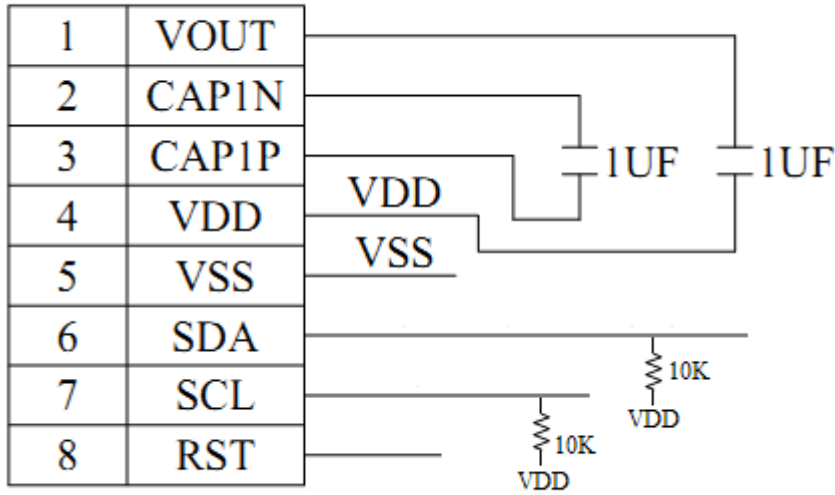 1 VOUT
2 CAP1N
3 CAP1P 1UF 1UF
4 VDD VDD
5 VSS VSS
6 SDA
10K
7 SCL
VDD
8 RST
10K
VDD